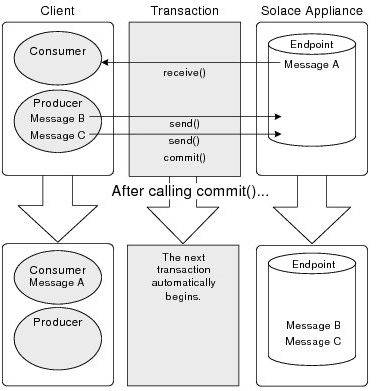 Client
Transaction
Solace Appliance
Consumer
Endpoint
Message A
receive()
Producer
Message B
Message C
send()
send()
commit()
After calling commit()...
Consumer
Message A
Producer
The next
transaction
automatically
begins.
Endpoint
Message B
Message C